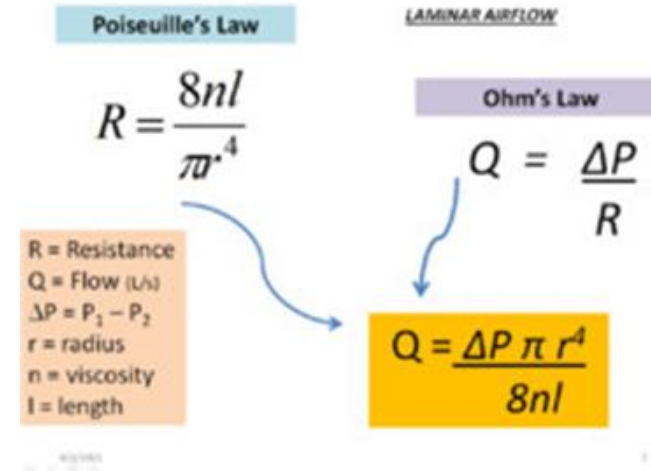 Poiseuille's Law
LAMINAR AIRFLOW
R = 8nl / πr⁴
Ohm's Law
Q = ΔP / R
R = Resistance
Q = Flow (L/s)
ΔP = P₁ – P₂
r = radius
n = viscosity
l = length
Q = ΔP π r⁴ / 8nl